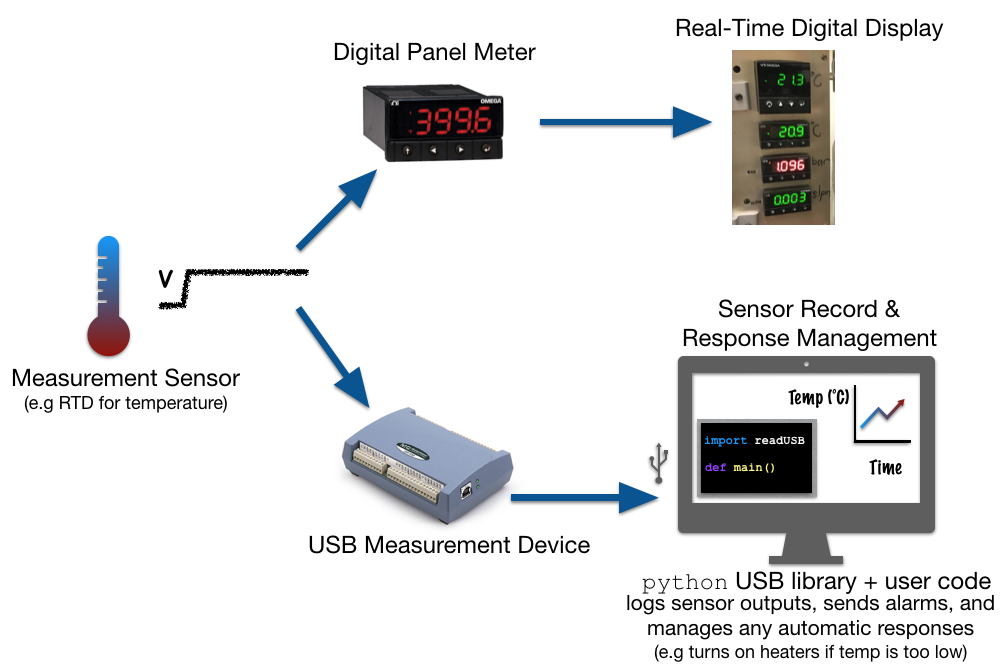 Real-Time Digital Display
Digital Panel Meter
OMEGA
399.6
21.3 °C
20.9 °C
1.096 bar
0.003 slpm
V
Measurement Sensor
(e.g RTD for temperature)
Sensor Record &
Response Management
Temp (°C)
import readUSB
def main()
Time
USB Measurement Device
python USB library + user code
logs sensor outputs, sends alarms, and
manages any automatic responses
(e.g turns on heaters if temp is too low)